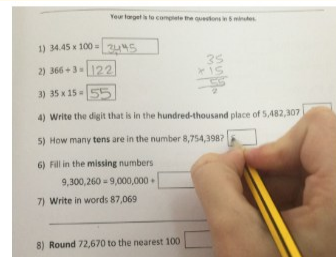 Your target is to complete the questions in 5 minutes.
1) 34.45 x 100 = 3445
35
x 15
55
2
2) 366 ÷ 3 = 122
3) 35 x 15 = 55
4) Write the digit that is in the hundred-thousand place of 5,482,307
5) How many tens are in the number 8,754,398?
6) Fill in the missing numbers
9,300,260 = 9,000,000 +
7) Write in words 87,069
8) Round 72,670 to the nearest 100